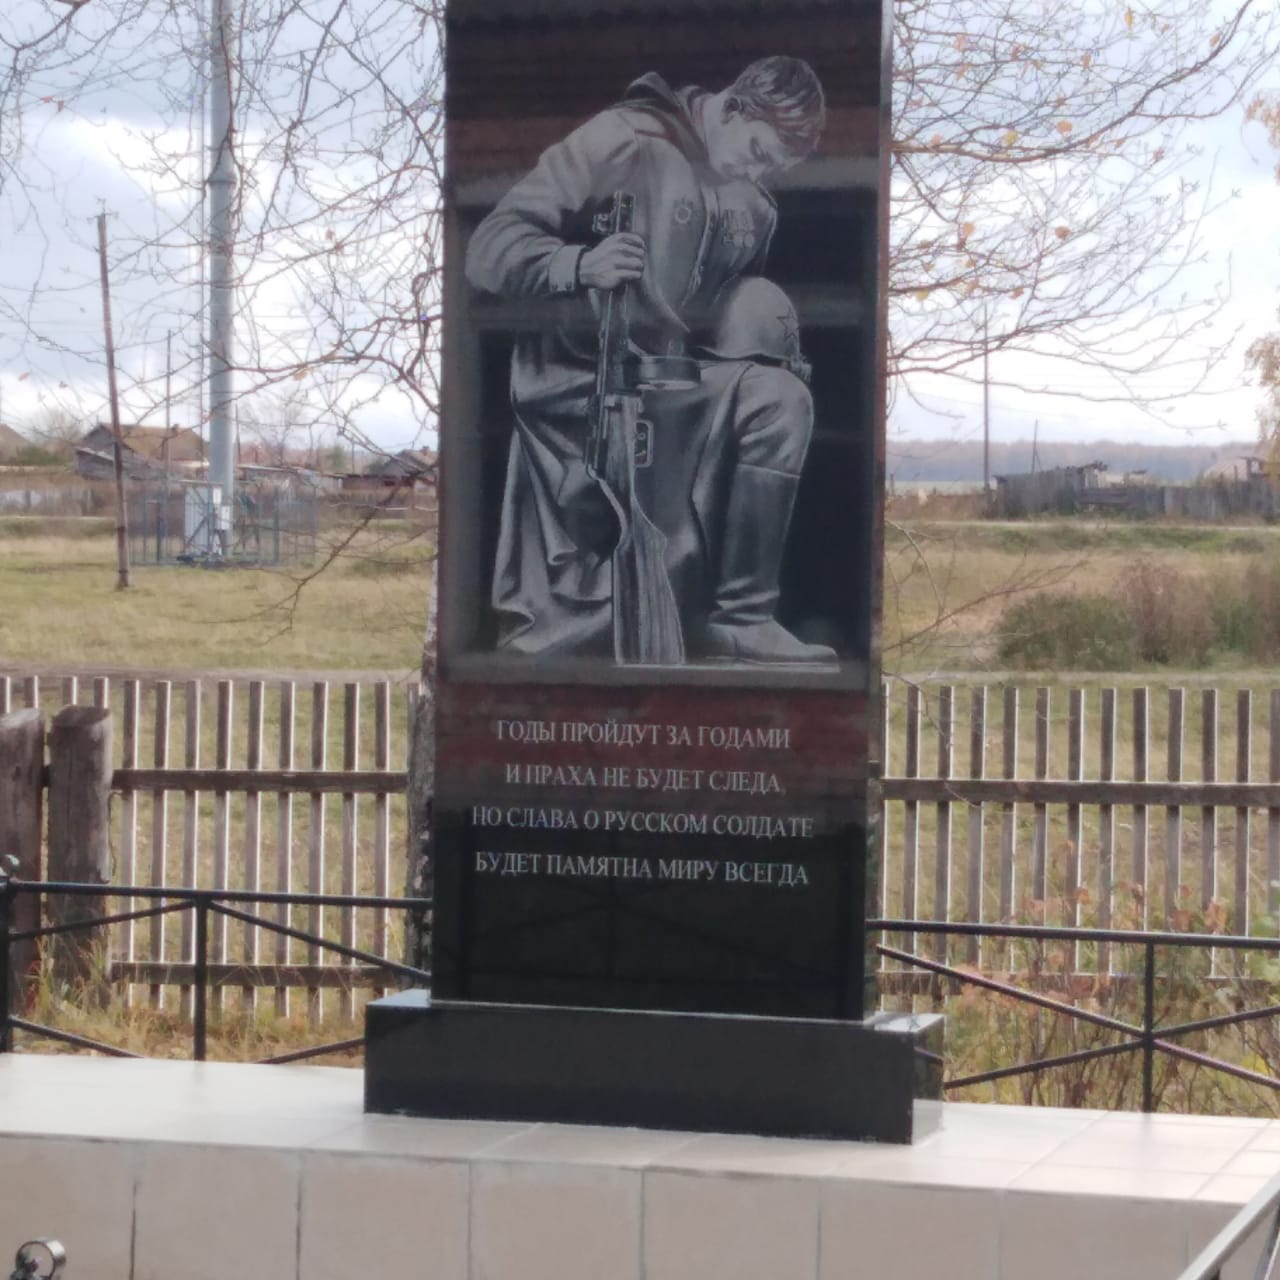 ГОДЫ ПРОЙДУТ ЗА ГОДАМИ
И ПРАХА НЕ БУДЕТ СЛЕДА,
НО СЛАВА О РУССКОМ СОЛДАТЕ
БУДЕТ ПАМЯТНА МИРУ ВСЕГДА